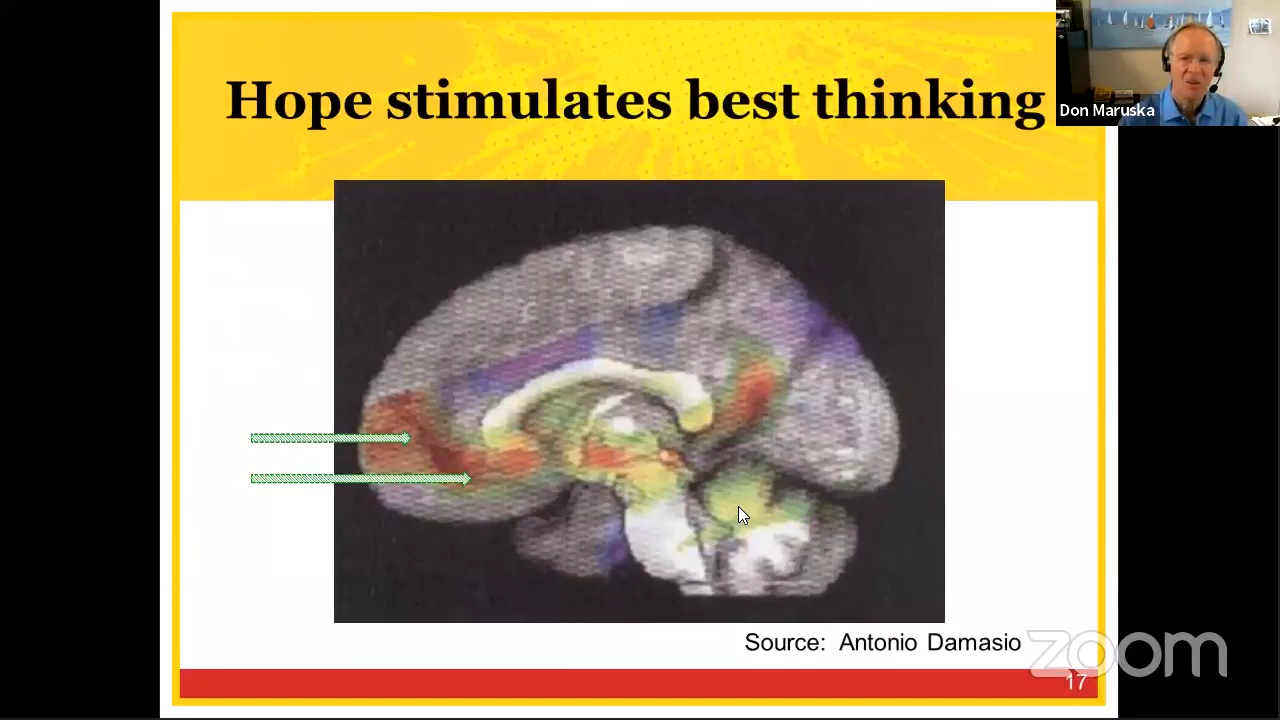 Hope stimulates best thinking
Don Maruska
Source: Antonio Damasio
zoom
17